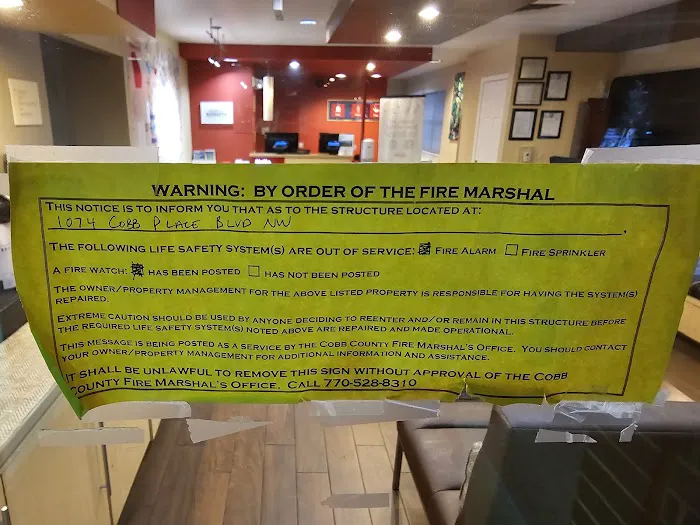 WARNING: BY ORDER OF THE FIRE MARSHAL
THIS NOTICE IS TO INFORM YOU THAT AS TO THE STRUCTURE LOCATED AT:
1074 COBB PLACE BLVD NW
THE FOLLOWING LIFE SAFETY SYSTEM(S) ARE OUT OF SERVICE: FIRE ALARM FIRE SPRINKLER
A FIRE WATCH: HAS BEEN POSTED HAS NOT BEEN POSTED
THE OWNER/PROPERTY MANAGEMENT FOR THE ABOVE LISTED PROPERTY IS RESPONSIBLE FOR HAVING THE SYSTEM(S)
REPAIRED.
EXTREME CAUTION SHOULD BE USED BY ANYONE DECIDING TO REENTER AND/OR REMAIN IN THIS STRUCTURE BEFORE
THE REQUIRED LIFE SAFETY SYSTEM(S) NOTED ABOVE ARE REPAIRED AND MADE OPERATIONAL.
THIS MESSAGE IS BEING POSTED AS A SERVICE BY THE COBB COUNTY FIRE MARSHAL'S OFFICE. YOU SHOULD CONTACT
YOUR OWNER/PROPERTY MANAGEMENT FOR ADDITIONAL INFORMATION AND ASSISTANCE.
IT SHALL BE UNLAWFUL TO REMOVE THIS SIGN WITHOUT APPROVAL OF THE COBB
COUNTY FIRE MARSHAL'S OFFICE. CALL 770-528-8310